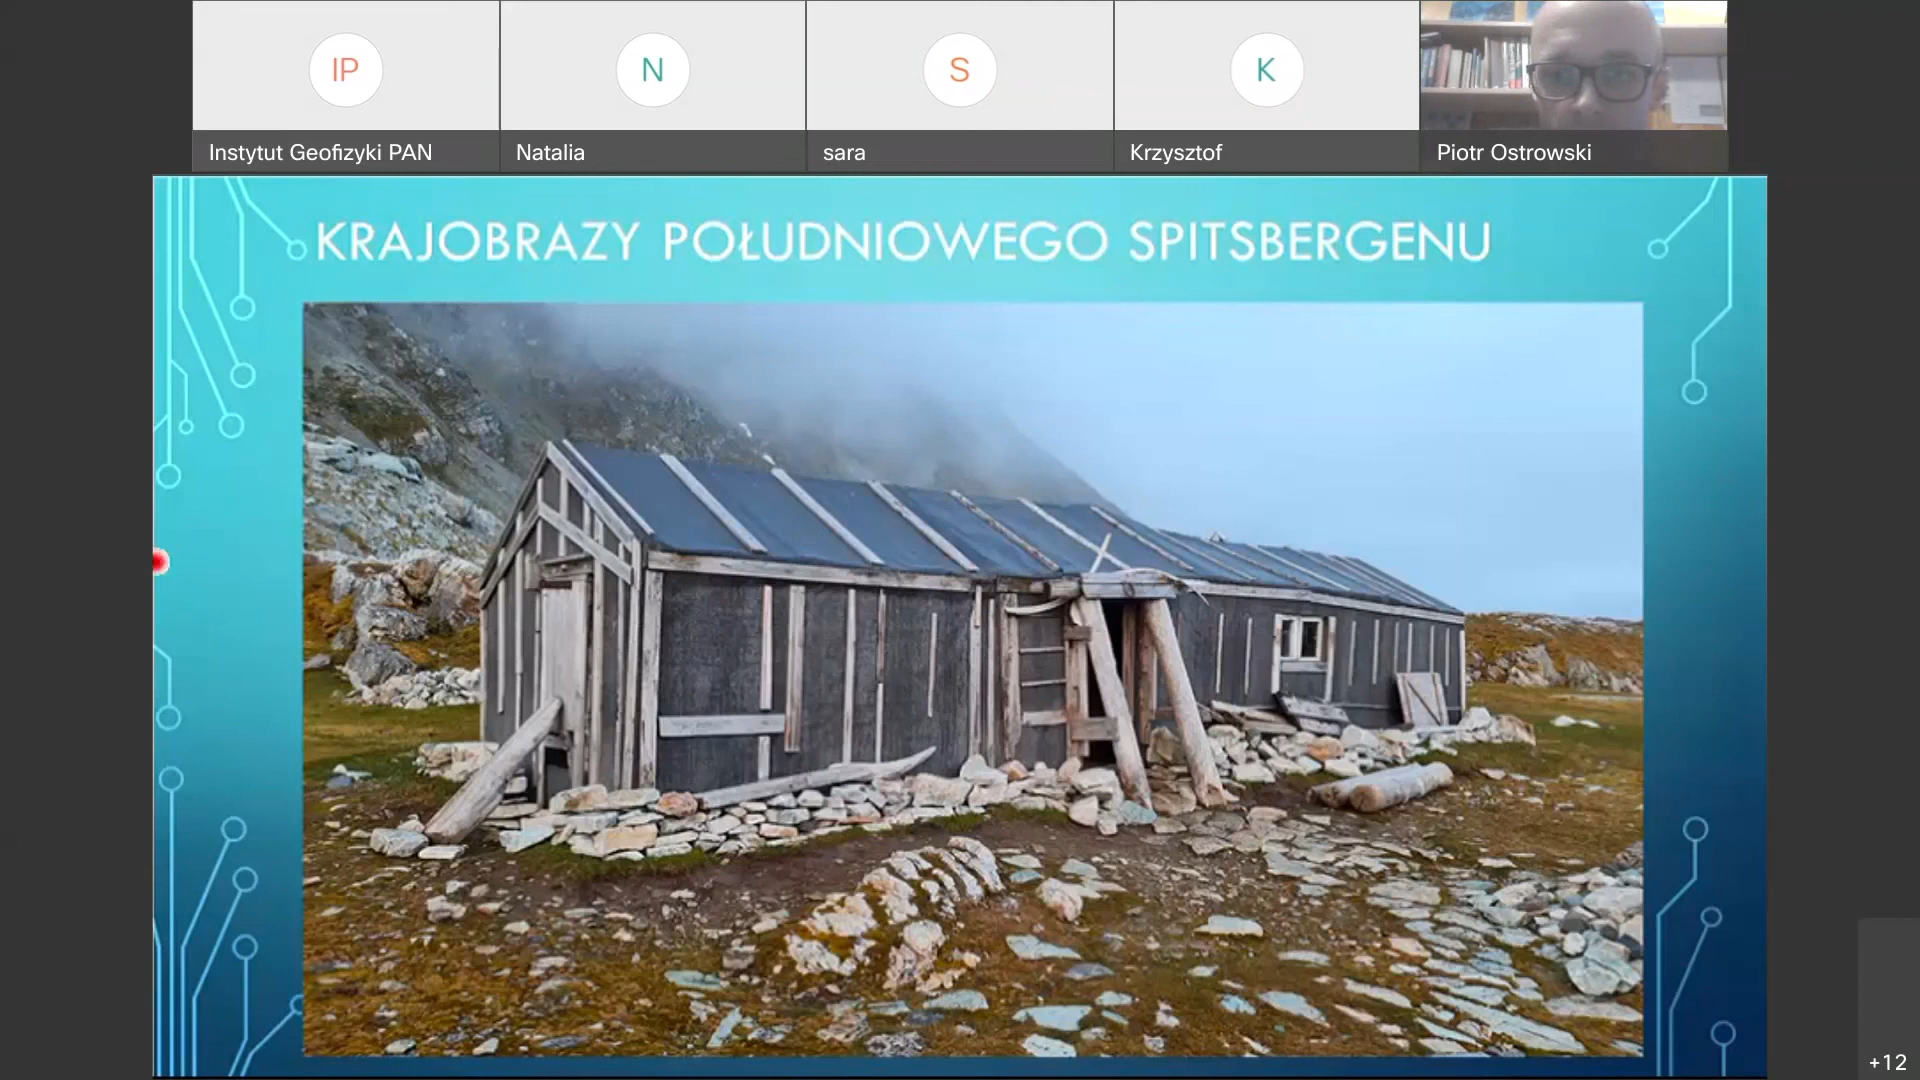 IP
N
S
K
Instytut Geofizyki PAN
Natalia
sara
Krzysztof
Piotr Ostrowski
KRAJOBRAZY POŁUDNIOWEGO SPITSBERGENU
+12